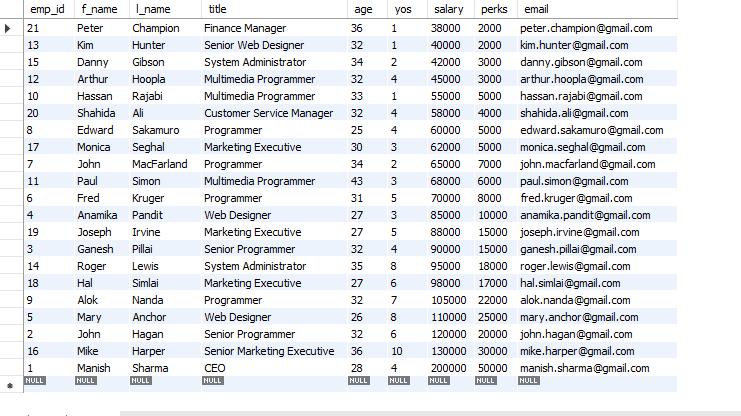 emp_id f_name l_name title age yos salary perks email
21 Peter Champion Finance Manager 36 1 38000 2000 peter.champion@gmail.com
13 Kim Hunter Senior Web Designer 32 1 40000 2000 kim.hunter@gmail.com
15 Danny Gibson System Administrator 34 2 42000 3000 danny.gibson@gmail.com
12 Arthur Hoopla Multimedia Programmer 32 4 45000 3000 arthur.hoopla@gmail.com
10 Hassan Rajabi Multimedia Programmer 33 1 55000 5000 hassan.rajabi@gmail.com
20 Shahida Ali Customer Service Manager 32 4 58000 4000 shahida.ali@gmail.com
8 Edward Sakamuro Programmer 25 4 60000 5000 edward.sakamuro@gmail.com
17 Monica Seghal Marketing Executive 30 3 62000 5000 monica.seghal@gmail.com
7 John MacFarland Programmer 34 2 65000 7000 john.macfarland@gmail.com
11 Paul Simon Multimedia Programmer 43 3 68000 6000 paul.simon@gmail.com
6 Fred Kruger Programmer 31 5 70000 8000 fred.kruger@gmail.com
4 Anamika Pandit Web Designer 27 3 85000 10000 anamika.pandit@gmail.com
19 Joseph Irvine Marketing Executive 27 5 88000 15000 joseph.irvine@gmail.com
3 Ganesh Pillai Senior Programmer 32 4 90000 15000 ganesh.pillai@gmail.com
14 Roger Lewis System Administrator 35 8 95000 18000 roger.lewis@gmail.com
18 Hal Simlai Marketing Executive 27 6 98000 17000 hal.simlai@gmail.com
9 Alok Nanda Programmer 32 7 105000 22000 alok.nanda@gmail.com
5 Mary Anchor Web Designer 26 8 110000 25000 mary.anchor@gmail.com
2 John Hagan Senior Programmer 32 6 120000 20000 john.hagan@gmail.com
16 Mike Harper Senior Marketing Executive 36 10 130000 30000 mike.harper@gmail.com
1 Manish Sharma CEO 28 4 200000 50000 manish.sharma@gmail.com
NULL NULL NULL NULL NULL NULL NULL NULL NULL